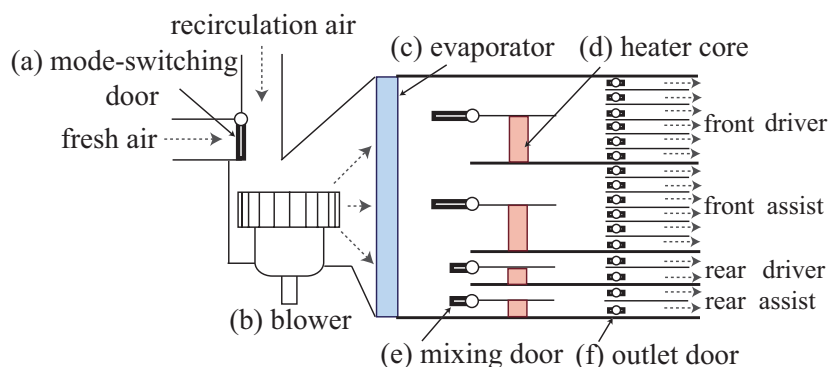 recirculation air
(a) mode-switching
door
fresh air
(b) blower
(c) evaporator
(d) heater core
front driver
front assist
rear driver
rear assist
(e) mixing door
(f) outlet door